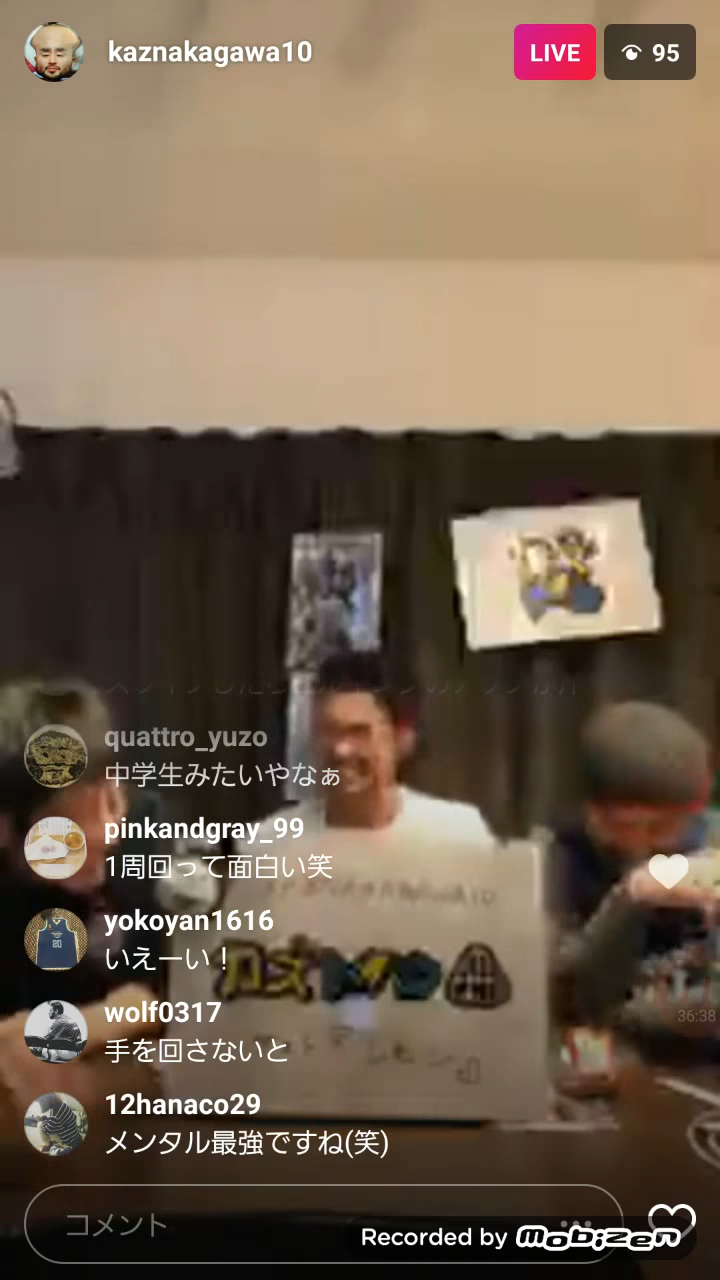 kaznakagawa10
LIVE
95
quattro_yuzo
中学生みたいやなぁ
pinkandgray_99
1周回って面白い笑
yokoyan1616
いえーい！
カズ
wolf0317
手を回さないと
36:38
12hanaco29
メンタル最強ですね(笑)
コメント
Recorded by mobizen